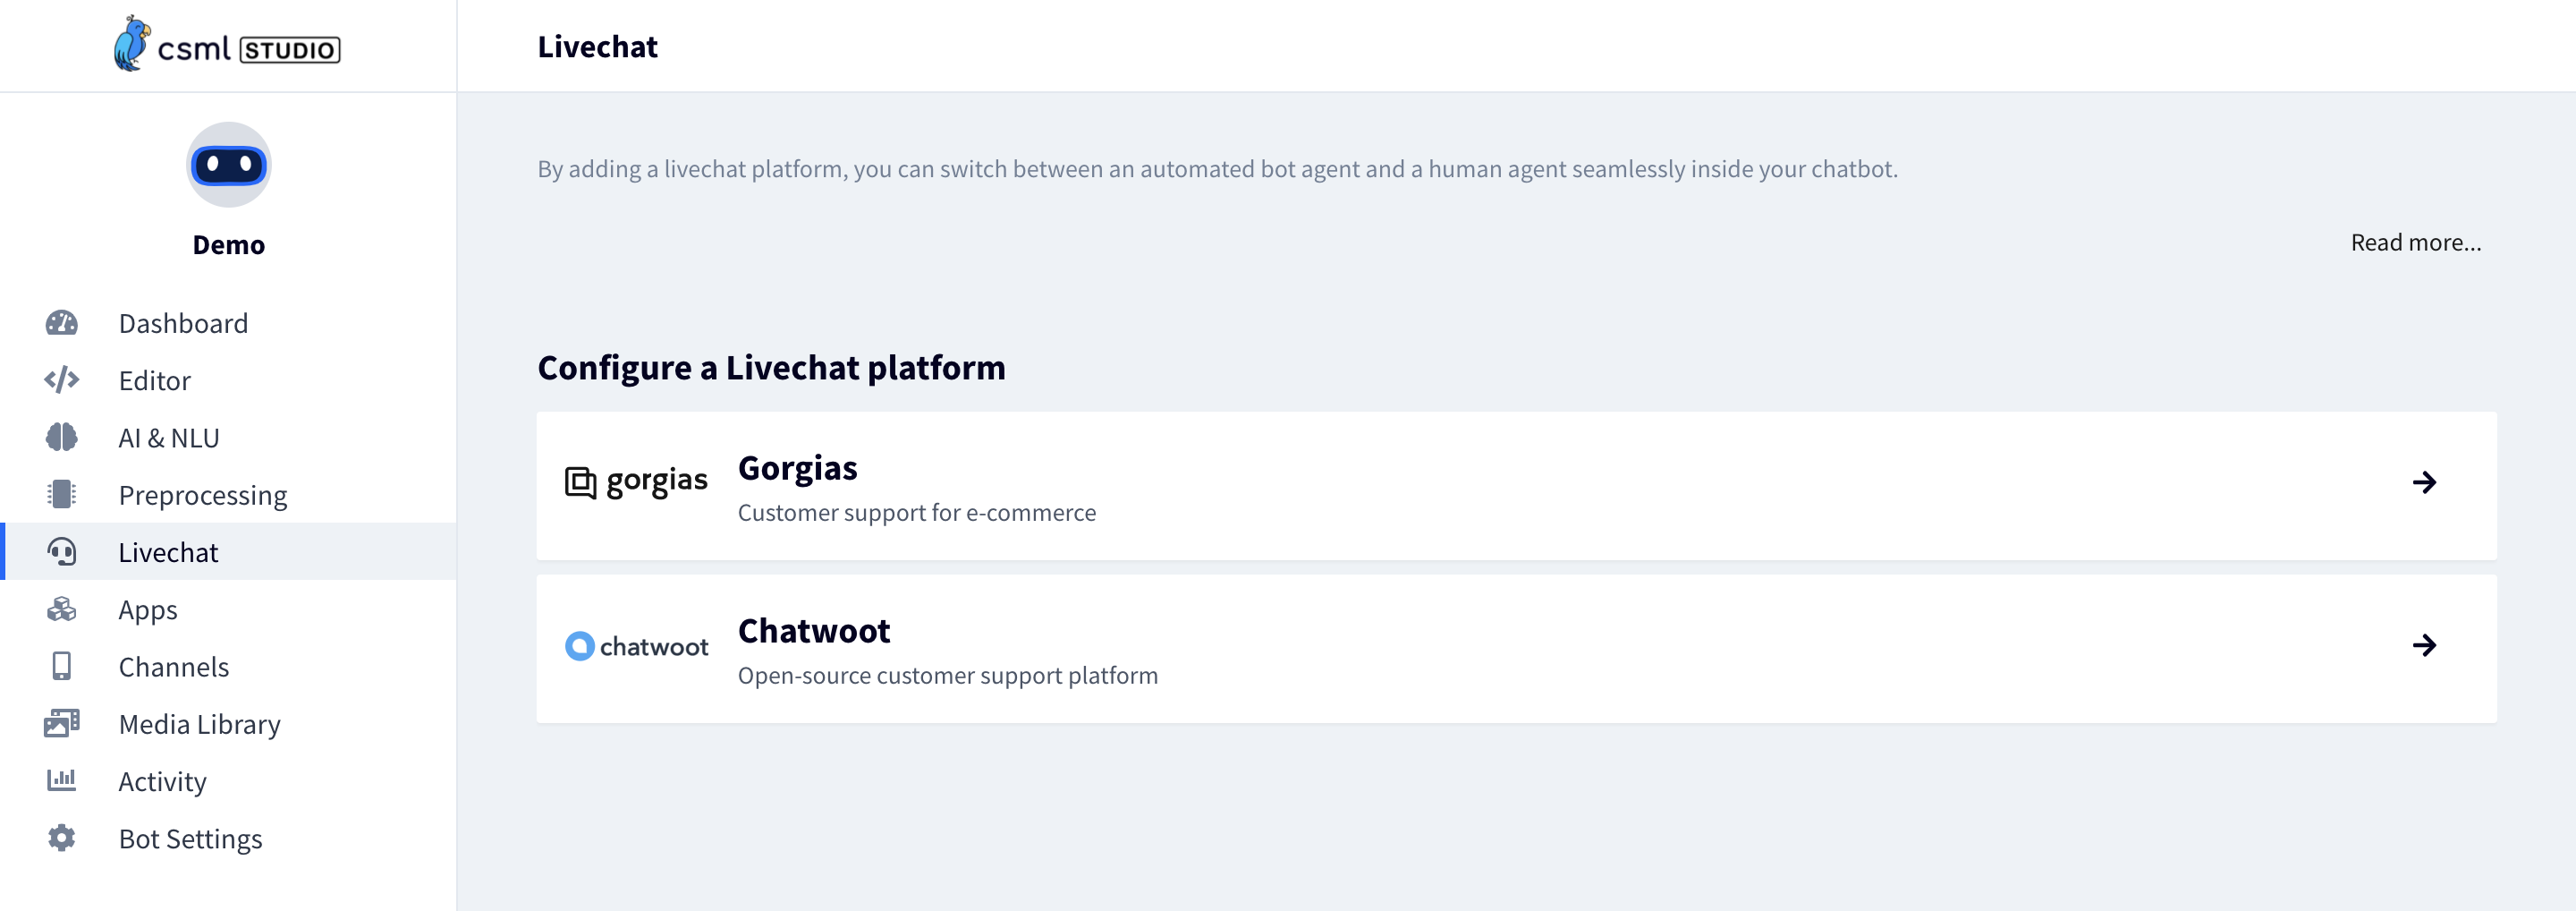 csml STUDIO
Livechat
Demo
Dashboard
Editor
AI & NLU
Preprocessing
Livechat
Apps
Channels
Media Library
Activity
Bot Settings
By adding a livechat platform, you can switch between an automated bot agent and a human agent seamlessly inside your chatbot.
Read more...
Configure a Livechat platform
gorgias
Gorgias
Customer support for e-commerce
chatwoot
Chatwoot
Open-source customer support platform